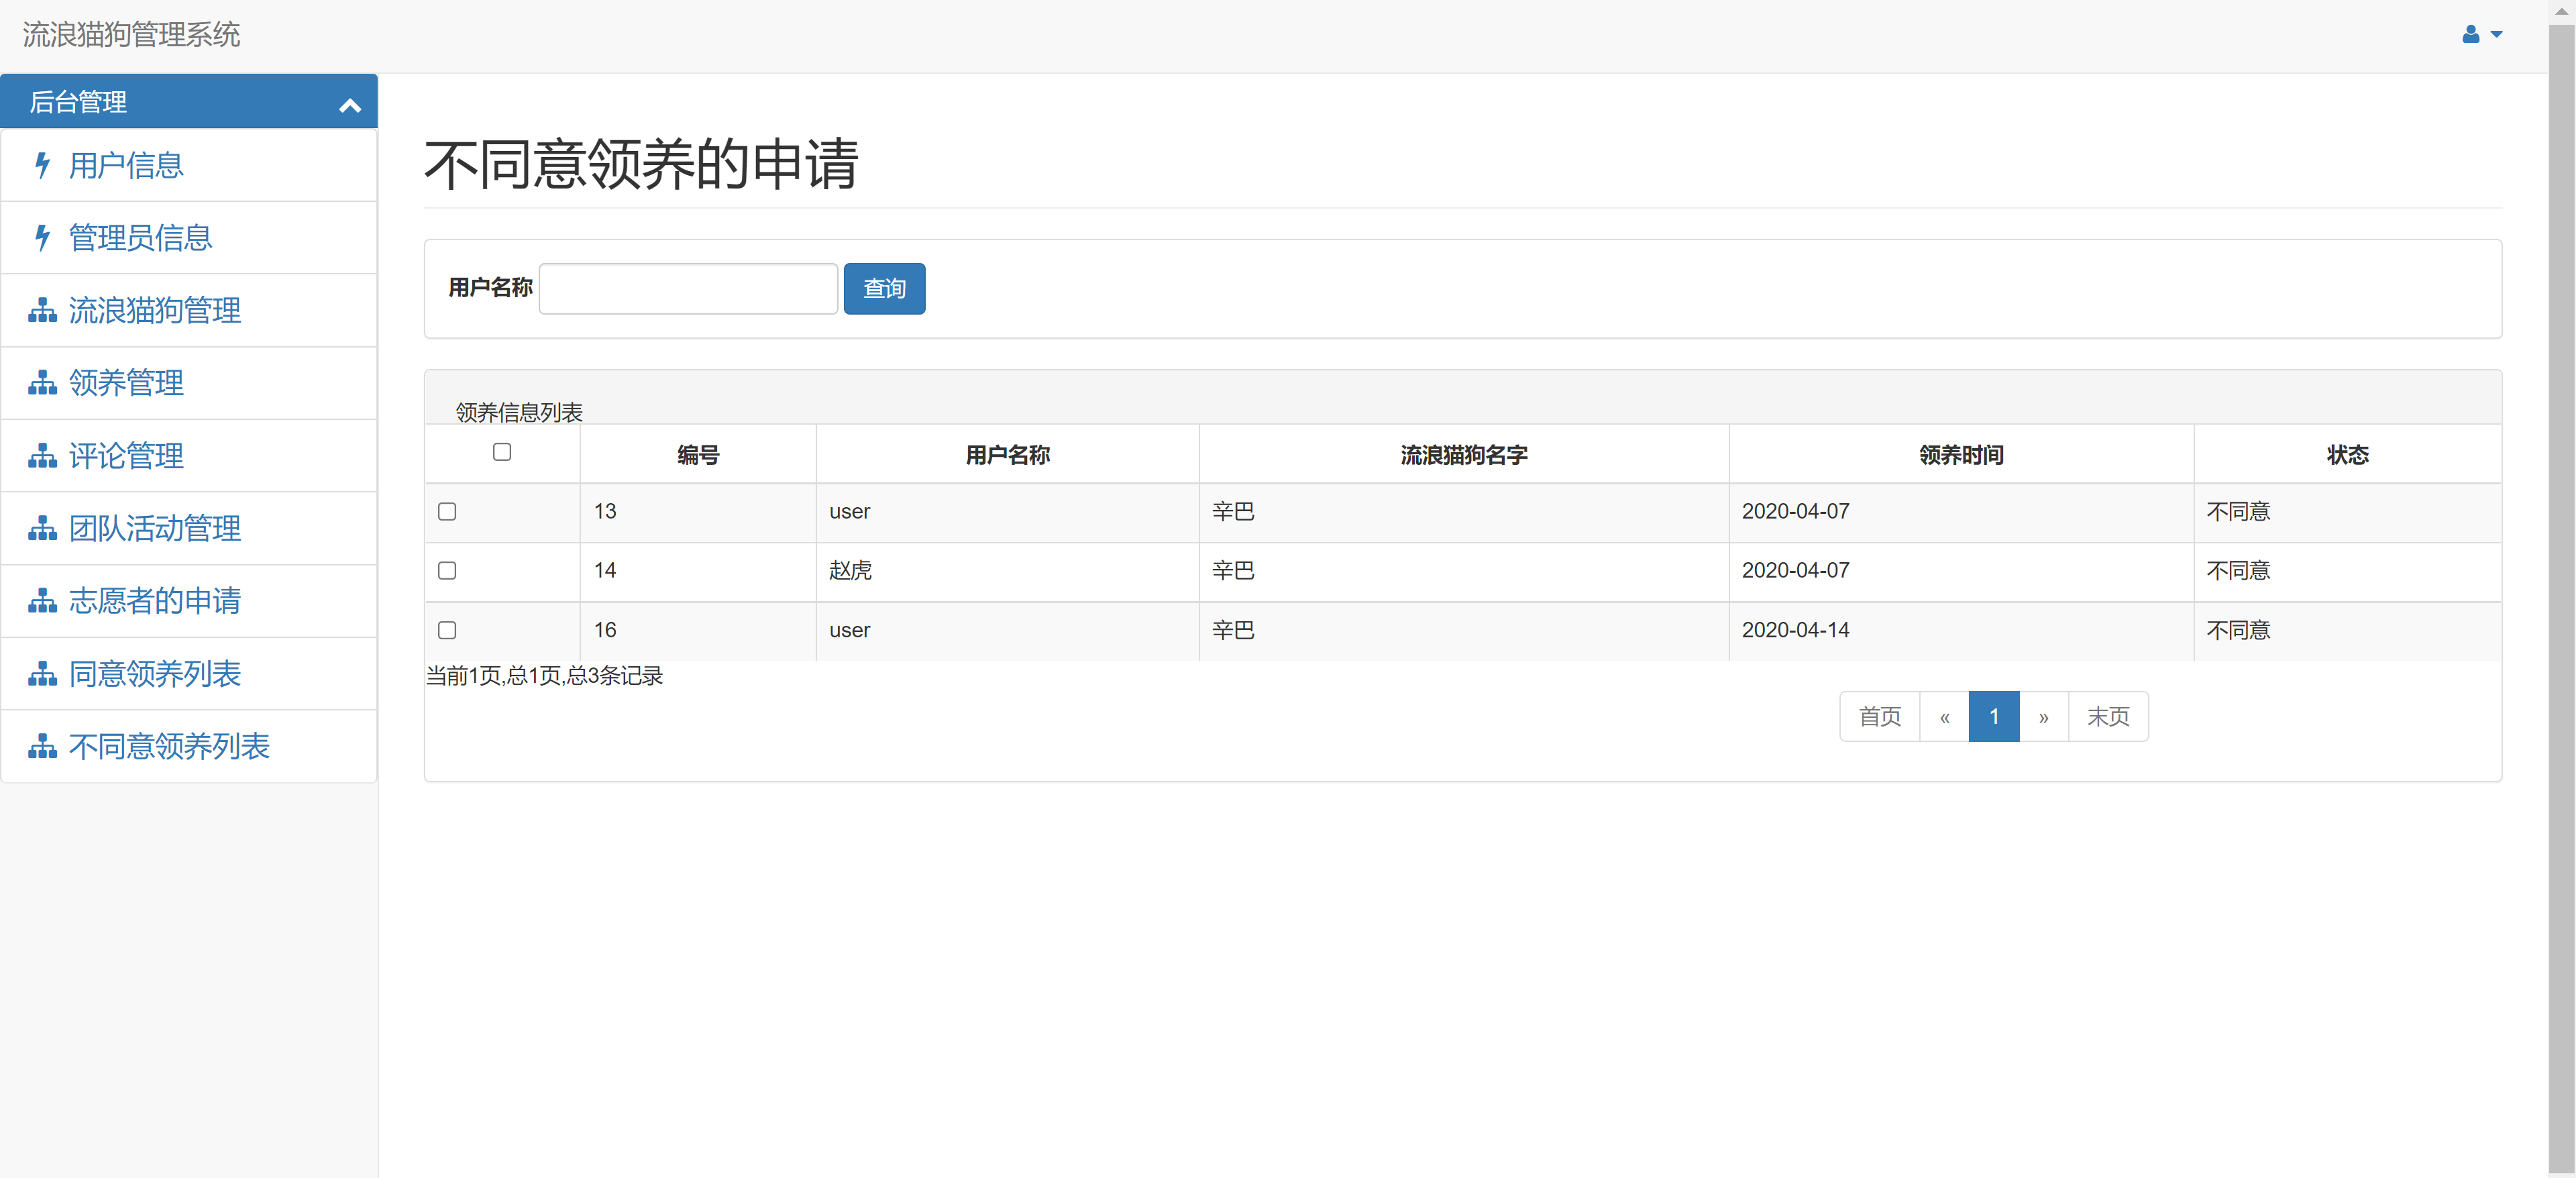 流浪猫狗管理系统
后台管理
用户信息
管理员信息
流浪猫狗管理
领养管理
评论管理
团队活动管理
志愿者的申请
同意领养列表
不同意领养列表
不同意领养的申请
用户名称 查询
领养信息列表
编号 用户名称 流浪猫狗名字 领养时间 状态
13 user 辛巴 2020-04-07 不同意
14 赵虎 辛巴 2020-04-07 不同意
16 user 辛巴 2020-04-14 不同意
当前1页,总1页,总3条记录
首页 « 1 » 末页